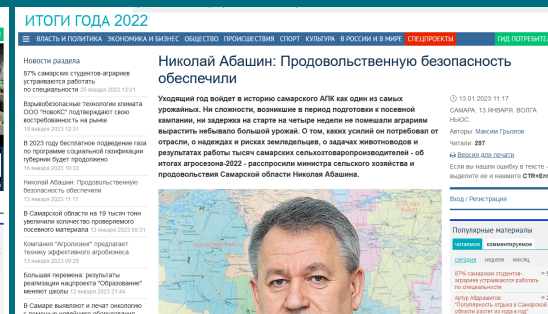 ИТОГИ ГОДА 2022
ВЛАСТЬ И ПОЛИТИКА ЭКОНОМИКА И БИЗНЕС ОБЩЕСТВО ПРОИСШЕСТВИЯ СПОРТ КУЛЬТУРА В РОССИИ И В МИРЕ СПЕЦПРОЕКТЫ
ГИД ПОТРЕБИТЕ
Новости раздела
87% самарских студентов-аграриев
устраиваются работать
по специальности 25 января 2023 13:01
Взрывобезопасные технологии климата
ООО "НовоКС" подтверждают свою
востребованность на рынке
18 января 2023 12:31
В 2023 году бесплатное подведение газа
по программе социальной газификации
губернии будет продолжено
16 января 2023 10:33
Николай Абашин: Продовольственную
безопасность обеспечили
13 января 2023 11:17
В Самарской области на 19 тысяч тонн
увеличили количество проверяемого
посевного материала 13 января 2023 09:31
Компания "Агролизинг" предлагает
технику эффективного агробизнеса
13 января 2023 09:29
Большая перемена: результаты
реализации нацпроекта "Образование"
меняют школы 12 января 2023 21:44
В Самаре выявляют и лечат онкологию
с помощью новейшего оборудования
Николай Абашин: Продовольственную безопасность
обеспечили
Уходящий год войдет в историю самарского АПК как один из самых
урожайных. Ни сложности, возникшие в период подготовки к посевной
кампании, ни задержка на старте на четыре недели не помешали аграриям
вырастить небывало большой урожай. О том, каких усилий он потребовал от
отрасли, о надеждах и рисках земледельцев, о задачах животноводов и
результатах работы тысяч самарских сельхозтоваропроизводителей - об
итогах агросезона-2022 - расспросили министра сельского хозяйства и
продовольствия Самарской области Николая Абашина.
13.01.2023 11:17
САМАРА. 13 ЯНВАРЯ. ВОЛГА
НЬЮС.
Авторы: Максим Грызлов
Читали: 297
Версия для печати
Если вы нашли ошибку в тексте -
выделите ее и нажмите CTR+Ent
Вход / Регистрация
Популярные материалы
читаемое комментируемое
сегодня неделя месяц
87% самарских студентов-
аграриев устраиваются работать
по специальности
Артур Абдрашитов:
"Популярность отдыха в Самарской
области растет из года в год"